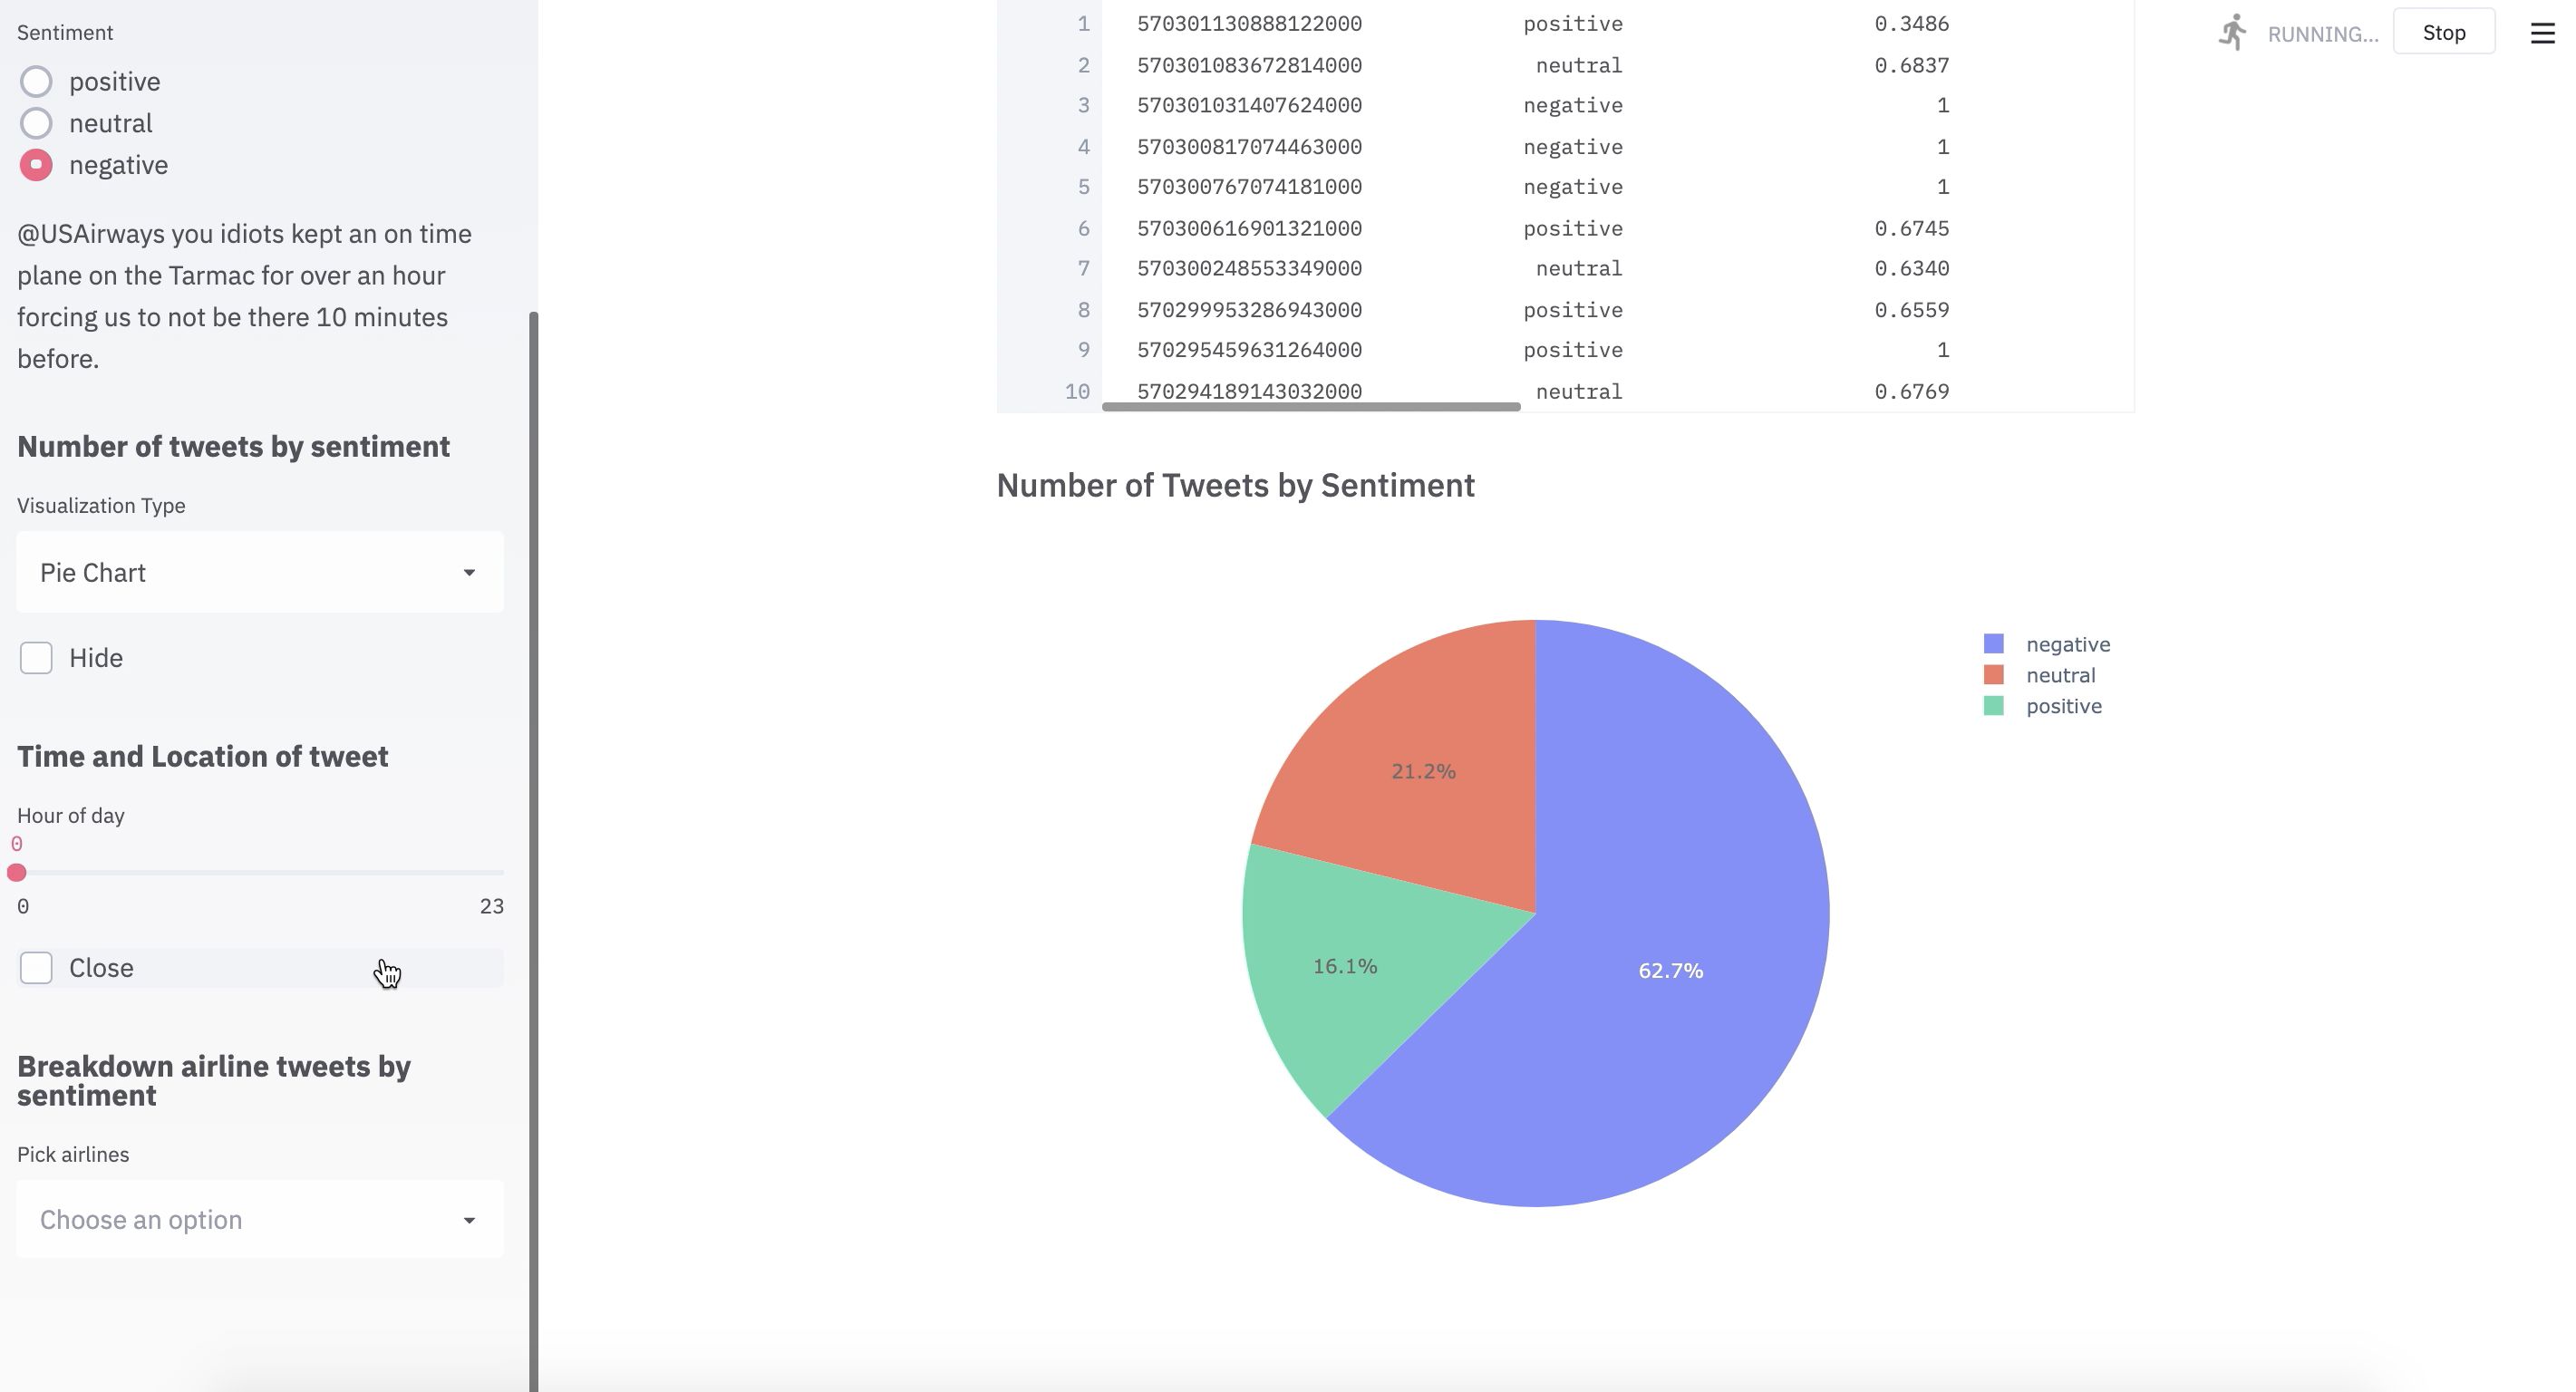 Sentiment
positive
neutral
negative
@USAirways you idiots kept an on time
plane on the Tarmac for over an hour
forcing us to not be there 10 minutes
before.
Number of tweets by sentiment
Visualization Type
Pie Chart
Hide
Time and Location of tweet
Hour of day
0
0 23
Close
Breakdown airline tweets by
sentiment
Pick airlines
Choose an option
1 570301130888122000 positive 0.3486
2 570301083672814000 neutral 0.6837
3 570301031407624000 negative 1
4 570300817074463000 negative 1
5 570300767074181000 negative 1
6 570300616901321000 positive 0.6745
7 570300248553349000 neutral 0.6340
8 570299953286943000 positive 0.6559
9 570295459631264000 positive 1
10 570294189143032000 neutral 0.6769
Number of Tweets by Sentiment
21.2%
16.1%
62.7%
negative
neutral
positive
RUNNING... Stop